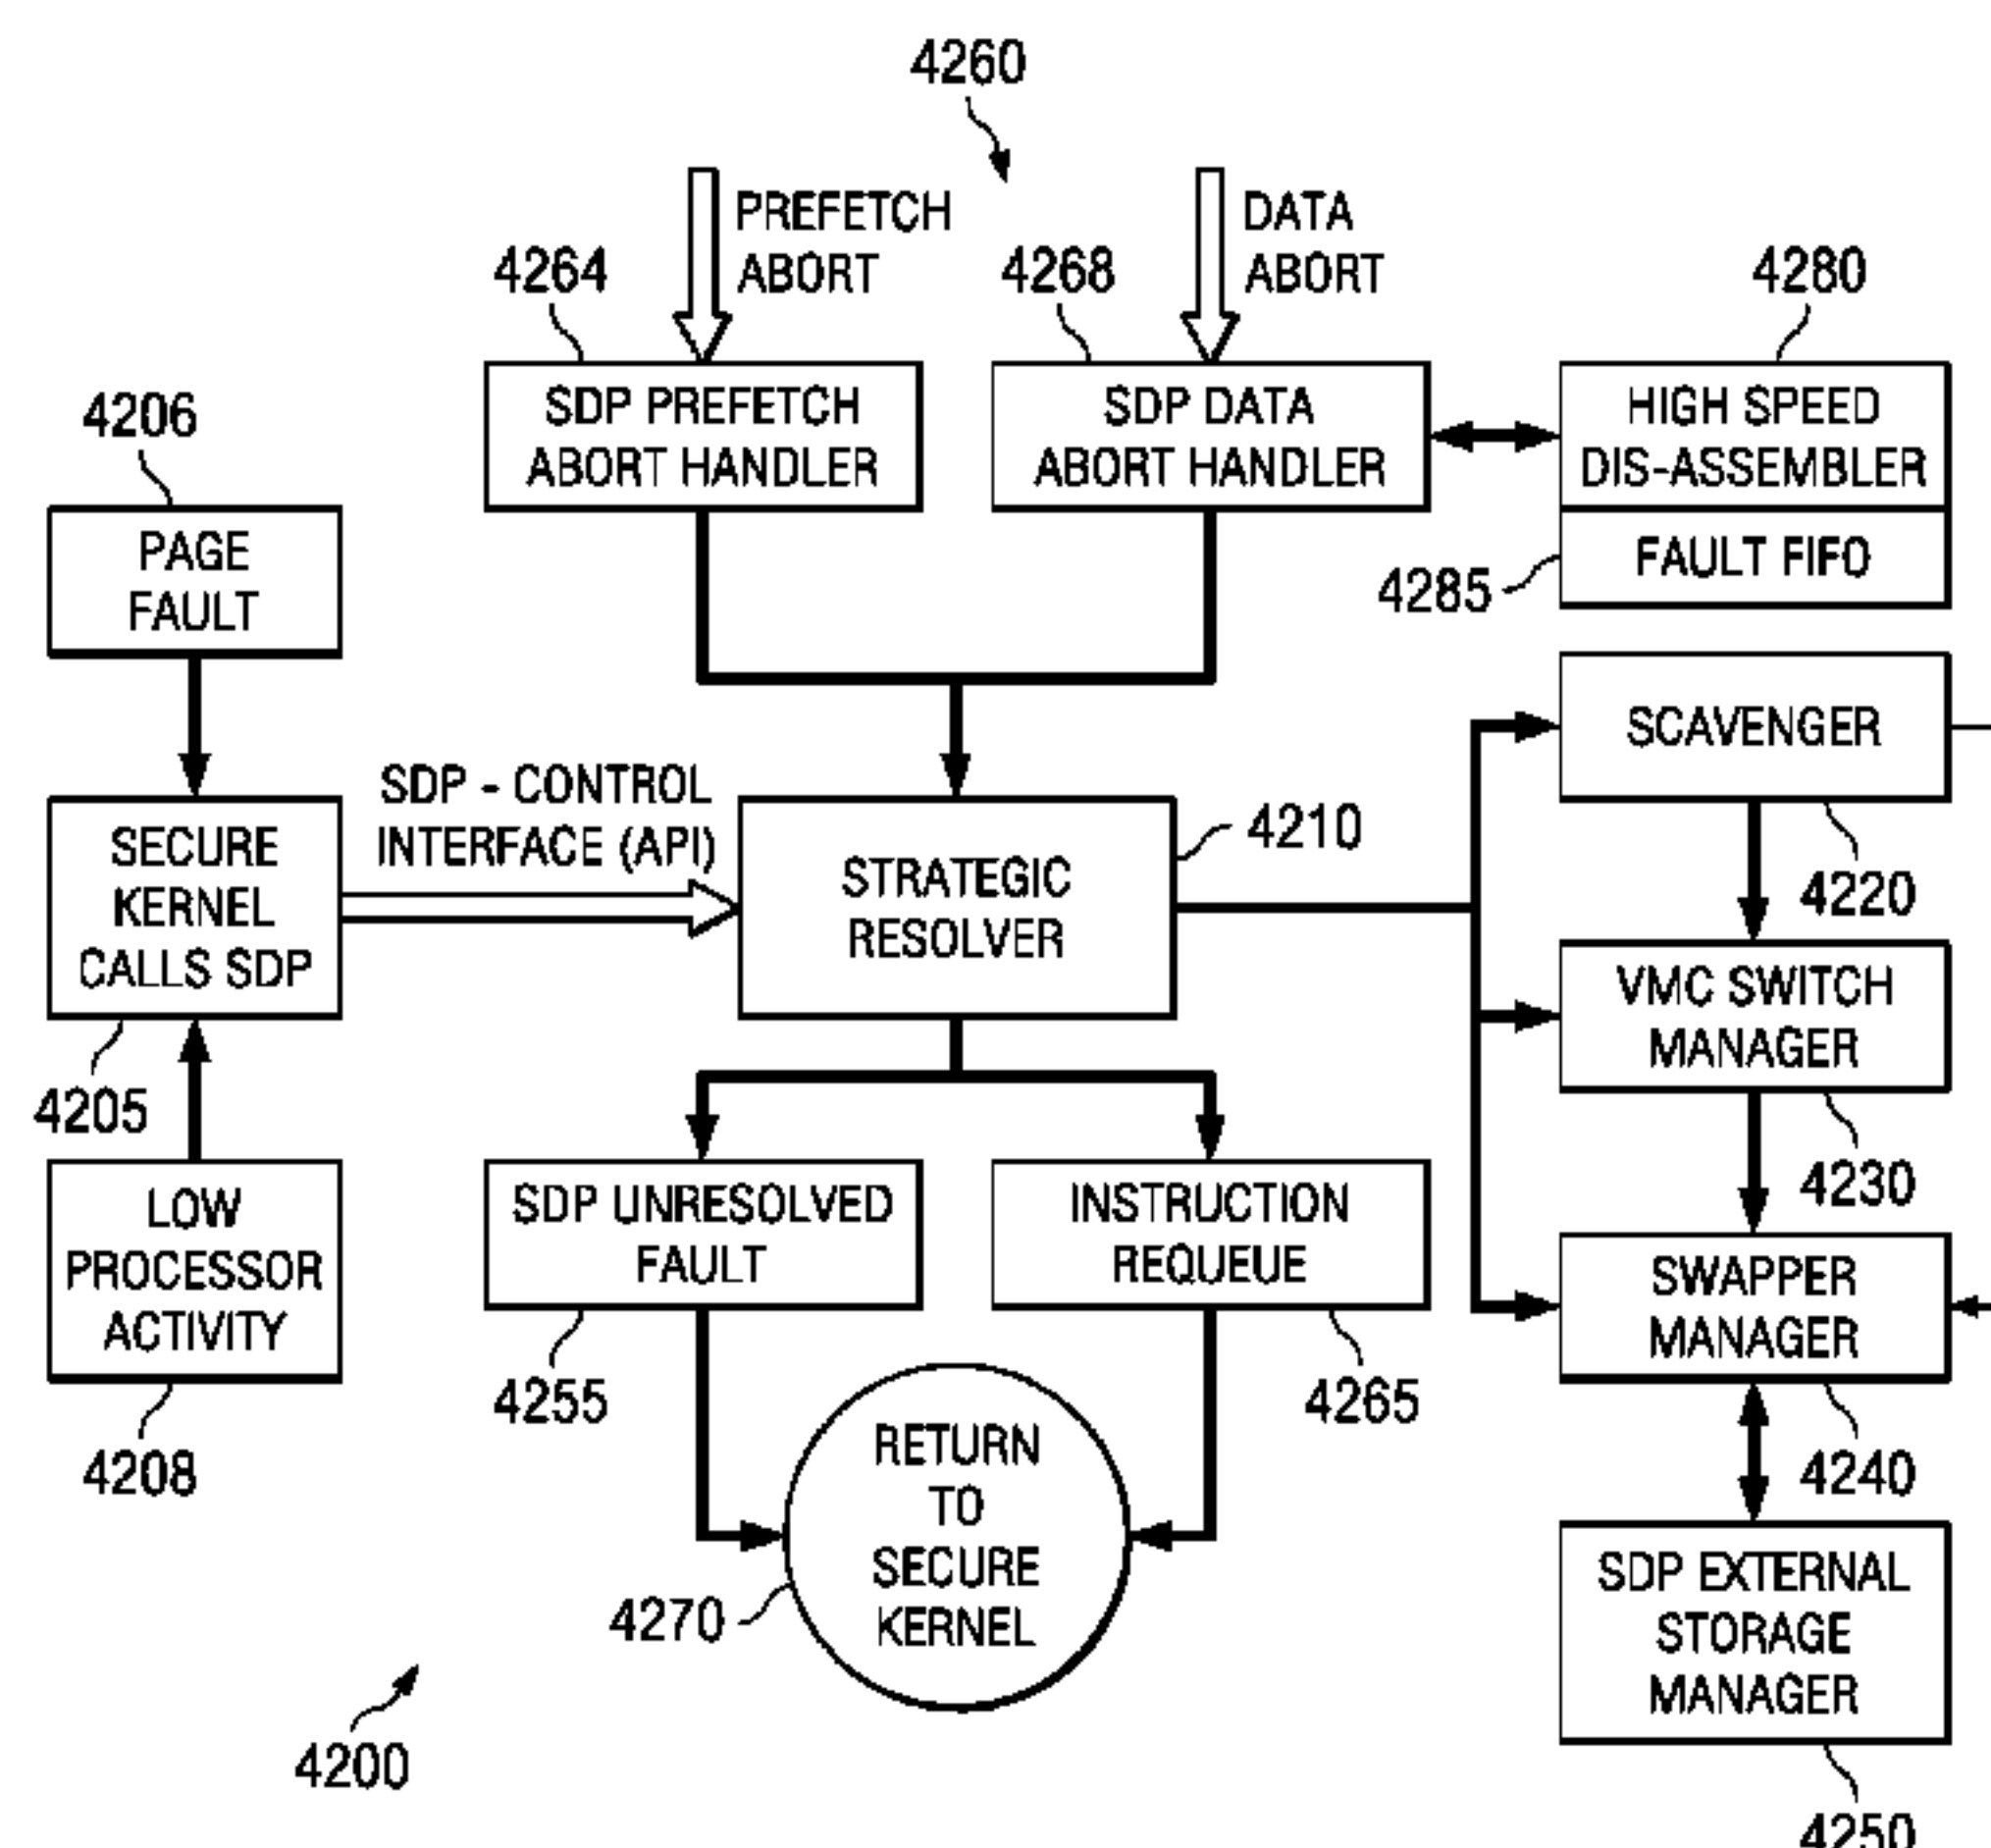 4260
PREFETCH
ABORT
DATA
ABORT
4264
4268
4280
SDP PREFETCH
ABORT HANDLER
SDP DATA
ABORT HANDLER
HIGH SPEED
DIS-ASSEMBLER
FAULT FIFO
4285
4206
PAGE
FAULT
SCAVENGER
4220
SECURE
KERNEL
CALLS SDP
4205
SDP - CONTROL
INTERFACE (API)
STRATEGIC
RESOLVER
4210
VMC SWITCH
MANAGER
4230
LOW
PROCESSOR
ACTIVITY
4208
SDP UNRESOLVED
FAULT
4255
INSTRUCTION
REQUEUE
4265
SWAPPER
MANAGER
4240
RETURN
TO
SECURE
KERNEL
4270
SDP EXTERNAL
STORAGE
MANAGER
4250
4200